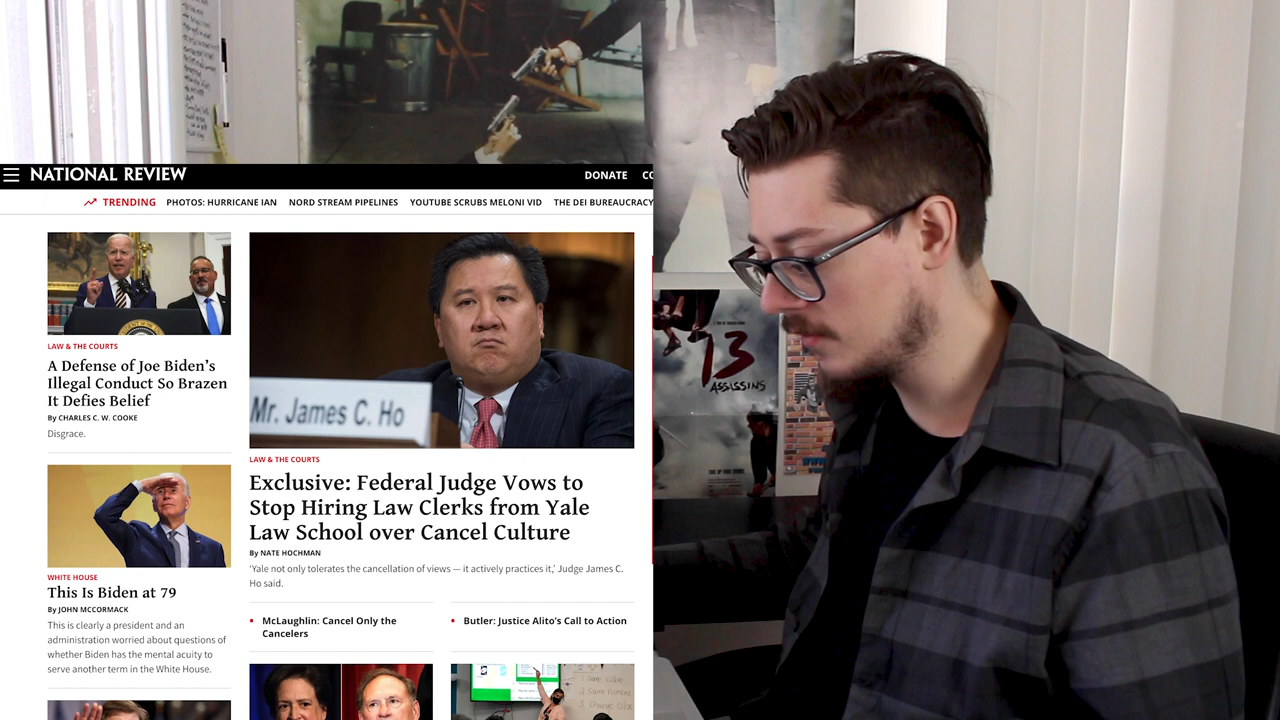 NATIONAL REVIEW
DONATE
TRENDING PHOTOS: HURRICANE IAN NORD STREAM PIPELINES YOUTUBE SCRUBS MELONI VID THE DEI BUREAUCRACY
LAW & THE COURTS
A Defense of Joe Biden's
Illegal Conduct So Brazen
It Defies Belief
By CHARLES C. W. COOKE
Disgrace.
WHITE HOUSE
This Is Biden at 79
By JOHN MCCORMACK
This is clearly a president and an
administration worried about questions of
whether Biden has the mental acuity to
serve another term in the White House.
Mr. James C. Ho
LAW & THE COURTS
Exclusive: Federal Judge Vows to
Stop Hiring Law Clerks from Yale
Law School over Cancel Culture
By NATE HOCHMAN
'Yale not only tolerates the cancellation of views — it actively practices it,' Judge James C.
Ho said.
• McLaughlin: Cancel Only the
Cancelers
• Butler: Justice Alito's Call to Action
13
ASSASSINS